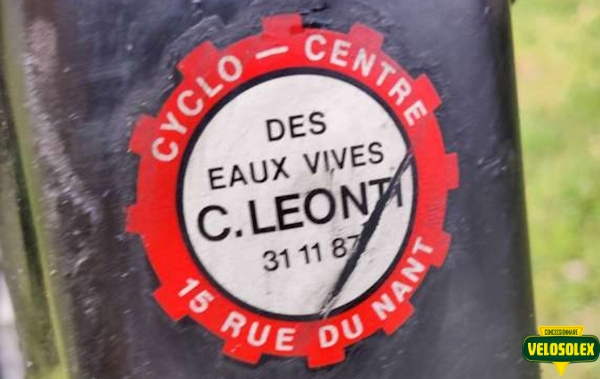 CYCLO — CENTRE
DES
EAUX VIVES
C. LEONTI
31 11 87
15 RUE DU NANT
CONCESSIONNAIRE
VELOSOLEX